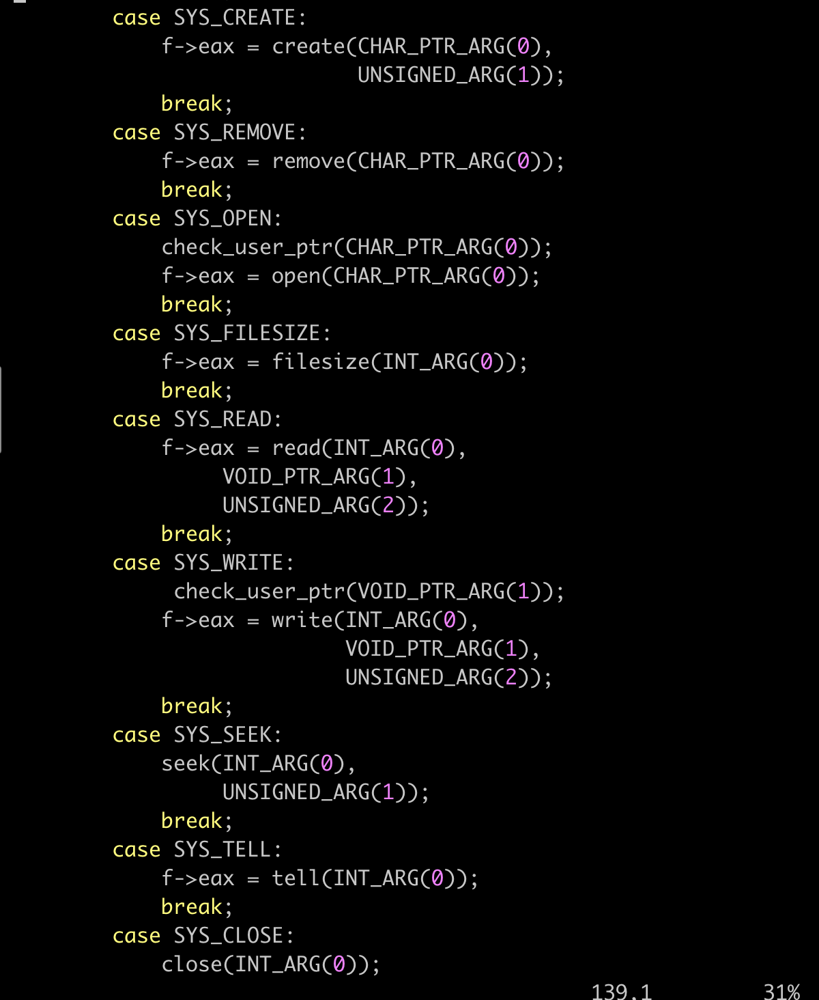 case SYS_CREATE:
f->eax = create(CHAR_PTR_ARG(0),
UNSIGNED_ARG(1));
break;
case SYS_REMOVE:
f->eax = remove(CHAR_PTR_ARG(0));
break;
case SYS_OPEN:
check_user_ptr(CHAR_PTR_ARG(0));
f->eax = open(CHAR_PTR_ARG(0));
break;
case SYS_FILESIZE:
f->eax = filesize(INT_ARG(0));
break;
case SYS_READ:
f->eax = read(INT_ARG(0),
VOID_PTR_ARG(1),
UNSIGNED_ARG(2));
break;
case SYS_WRITE:
check_user_ptr(VOID_PTR_ARG(1));
f->eax = write(INT_ARG(0),
VOID_PTR_ARG(1),
UNSIGNED_ARG(2));
break;
case SYS_SEEK:
seek(INT_ARG(0),
UNSIGNED_ARG(1));
break;
case SYS_TELL:
f->eax = tell(INT_ARG(0));
break;
case SYS_CLOSE:
close(INT_ARG(0));
139,1 31%